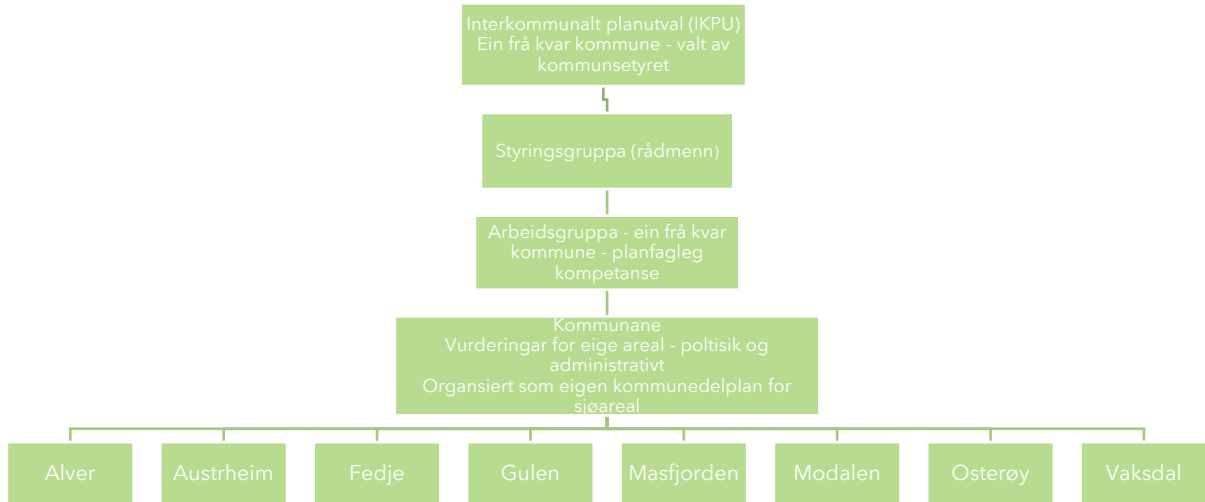 Interkommunalt planutval (IKPU)
Ein frå kvar kommune - valt av
kommunsetyret
Styringsgruppa (rådmenn)
Arbeidsgruppa - ein frå kvar
kommune - planfagleg
kompetanse
Kommunane
Vurderingar for eige areal - poltisik og
administrativt
Organsiert som eigen kommunedelplan for
sjøareal
Alver
Austrheim
Fedje
Gulen
Masfjorden
Modalen
Osterøy
Vaksdal